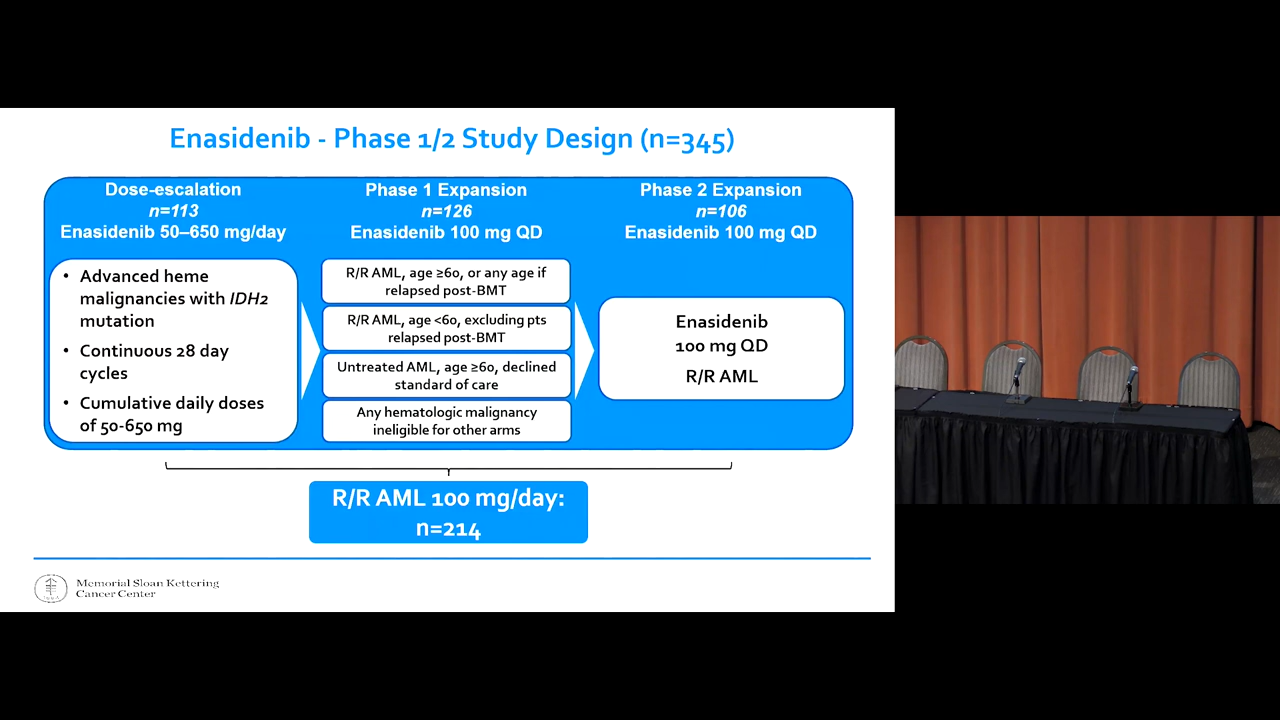 Enasidenib - Phase 1/2 Study Design (n=345)
Dose-escalation
n=113
Enasidenib 50–650 mg/day
• Advanced heme
malignancies with IDH2
mutation
• Continuous 28 day
cycles
• Cumulative daily doses
of 50-650 mg
Phase 1 Expansion
n=126
Enasidenib 100 mg QD
R/R AML, age ≥60, or any age if
relapsed post-BMT
R/R AML, age <60, excluding pts
relapsed post-BMT
Untreated AML, age ≥60, declined
standard of care
Any hematologic malignancy
ineligible for other arms
Phase 2 Expansion
n=106
Enasidenib 100 mg QD
Enasidenib
100 mg QD
R/R AML
R/R AML 100 mg/day:
n=214
Memorial Sloan Kettering
Cancer Center